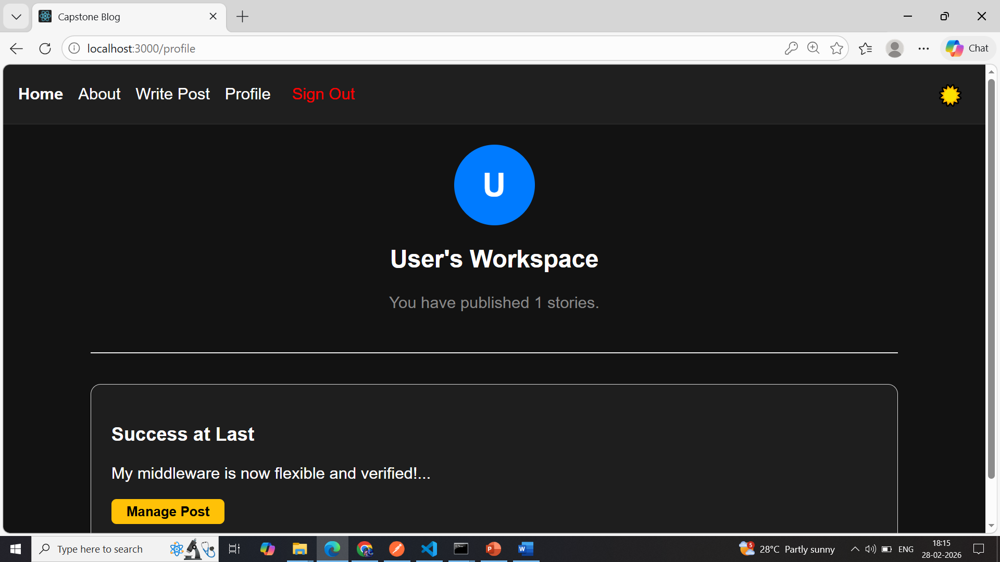 Capstone Blog
localhost:3000/profile
Chat
Home About Write Post Profile Sign Out
U
User's Workspace
You have published 1 stories.
Success at Last
My middleware is now flexible and verified!...
Manage Post
Type here to search
P
W
5
28°C Partly sunny
ENG
18:15
28-02-2026